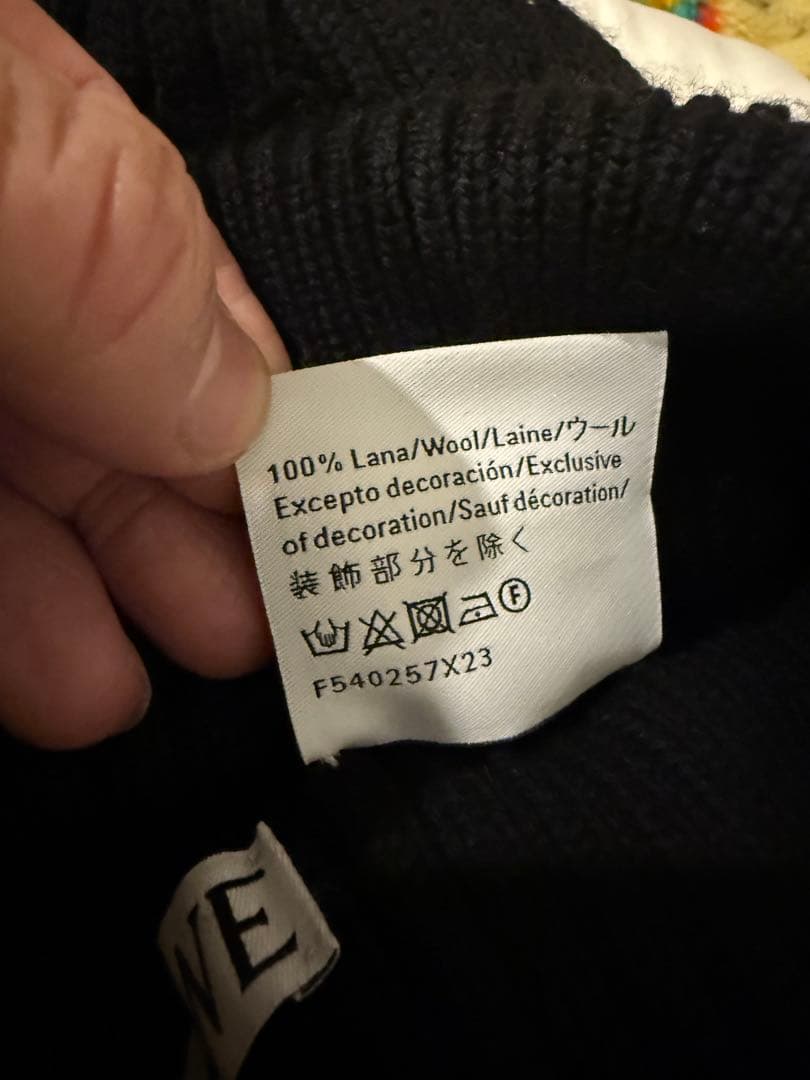 100% Lana/Wool/Laine/ウール
Excepto decoración/Exclusive
of decoration/Sauf décoration/
装飾部分を除く
F
F540257X23
WE